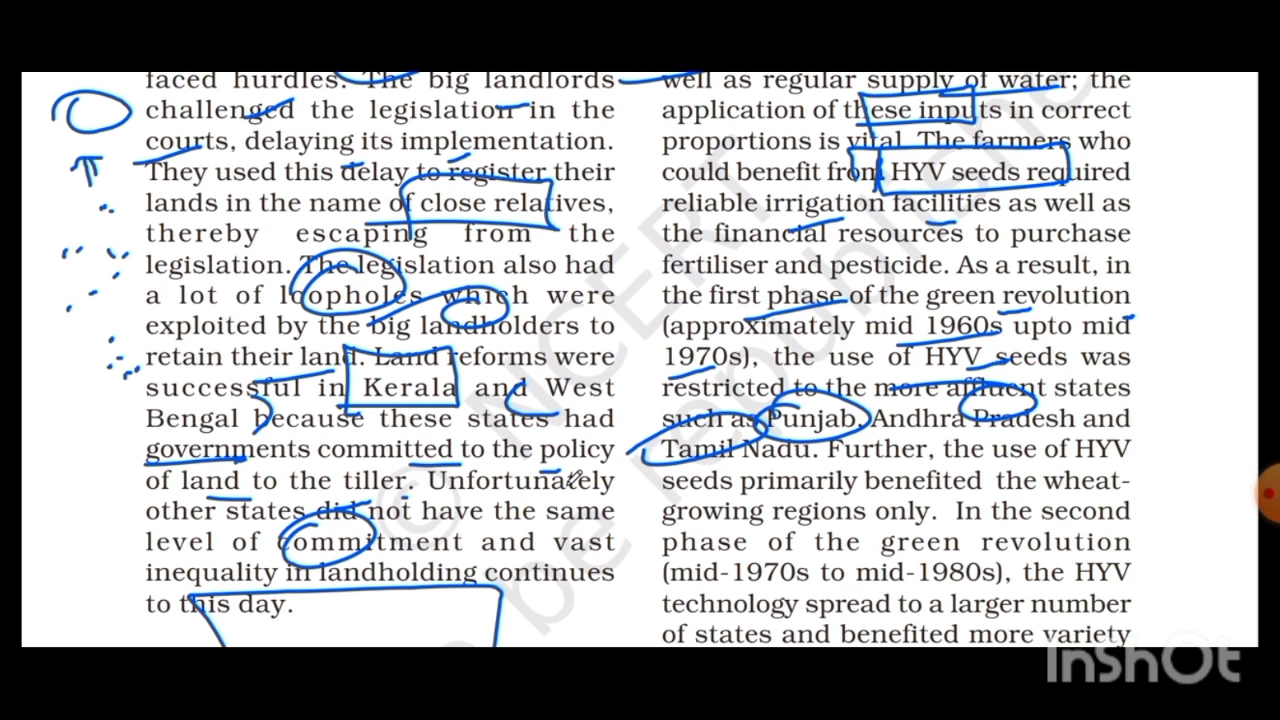 faced hurdles. The big landlords
challenged the legislation in the
courts, delaying its implementation.
They used this delay to register their
lands in the name of close relatives,
thereby escaping from the
legislation. The legislation also had
a lot of loopholes which were
exploited by the big landholders to
retain their land. Land reforms were
successful in Kerala and West
Bengal because these states had
governments committed to the policy
of land to the tiller. Unfortunately
other states did not have the same
level of commitment and vast
inequality in landholding continues
to this day.
well as regular supply of water; the
application of these inputs in correct
proportions is vital. The farmers who
could benefit from HYV seeds required
reliable irrigation facilities as well as
the financial resources to purchase
fertiliser and pesticide. As a result, in
the first phase of the green revolution
(approximately mid 1960s upto mid
1970s), the use of HYV seeds was
restricted to the more affluent states
such as Punjab, Andhra Pradesh and
Tamil Nadu. Further, the use of HYV
seeds primarily benefited the wheat-
growing regions only. In the second
phase of the green revolution
(mid-1970s to mid-1980s), the HYV
technology spread to a larger number
of states and benefited more variety
© NCERT
be republished
InShOt